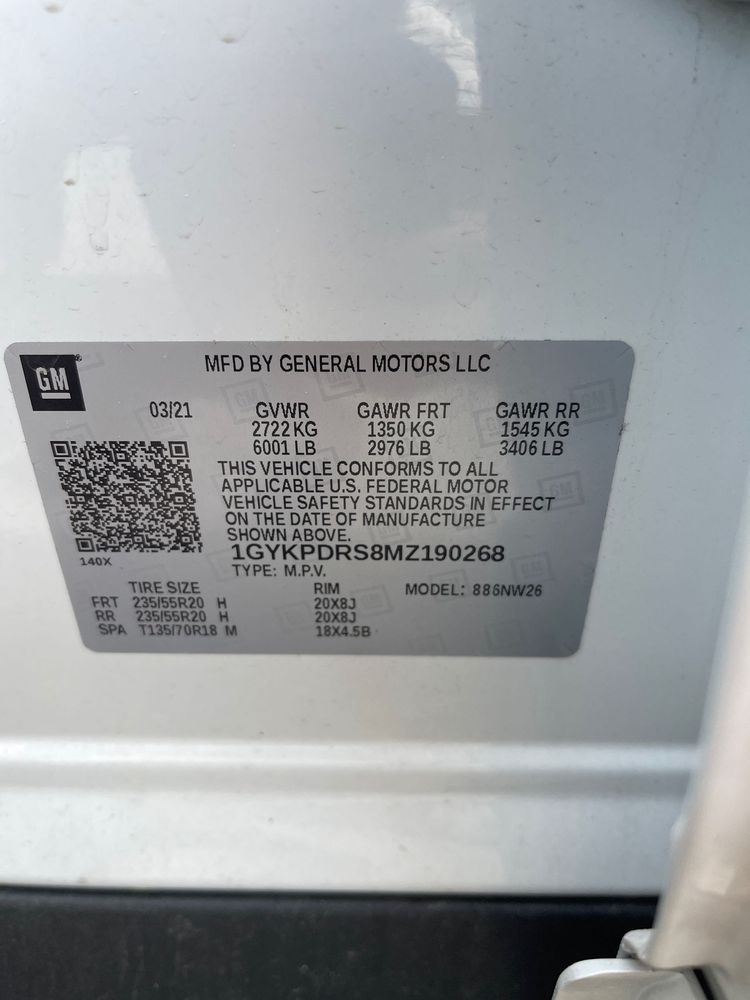 GM
MFD BY GENERAL MOTORS LLC
03/21 GVWR GAWR FRT GAWR RR
2722 KG 1350 KG 1545 KG
6001 LB 2976 LB 3406 LB
THIS VEHICLE CONFORMS TO ALL
APPLICABLE U.S. FEDERAL MOTOR
VEHICLE SAFETY STANDARDS IN EFFECT
ON THE DATE OF MANUFACTURE
SHOWN ABOVE.
1GYKPDRS8MZ190268
140X
TYPE: M.P.V.
TIRE SIZE RIM MODEL: 886NW26
FRT 235/55R20 H 20X8J
RR 235/55R20 H 20X8J
SPA T135/70R18 M 18X4.5B